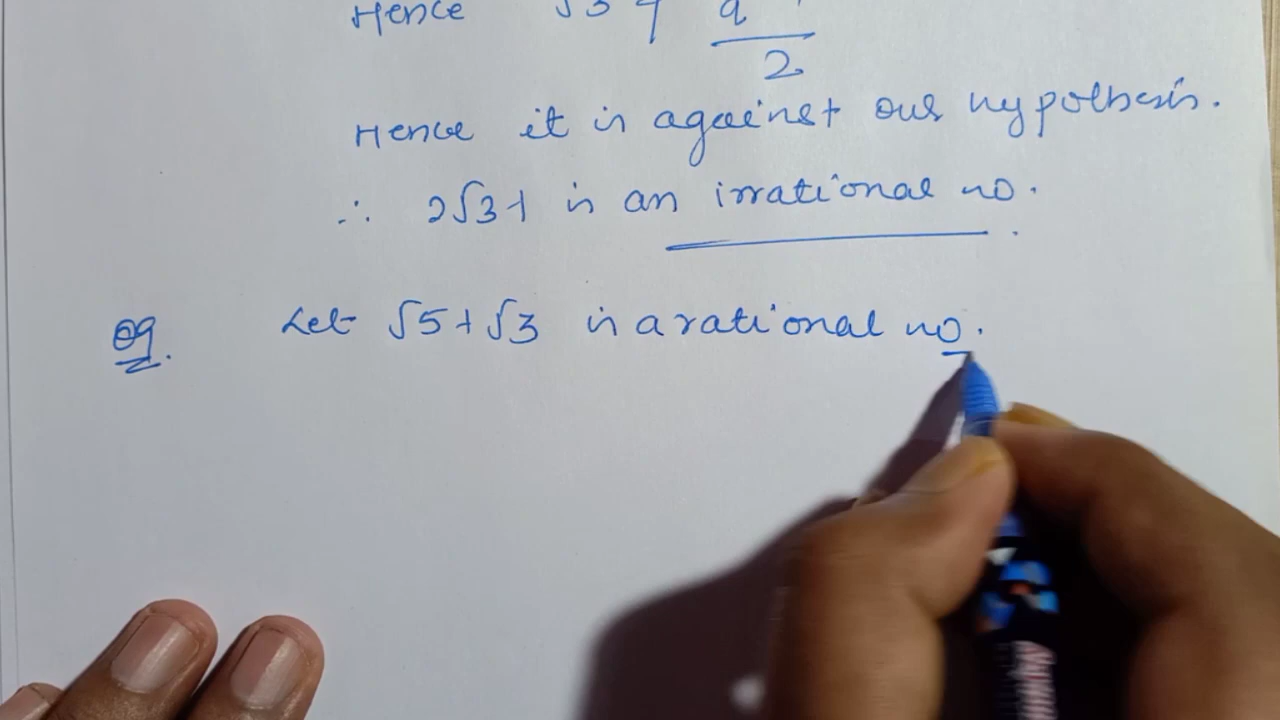 Hence √3 ≠
2
Hence it is against our hypothesis.
∴ 2√3-1 is an irrational no.
Q9. Let √5+√3 is a rational no.